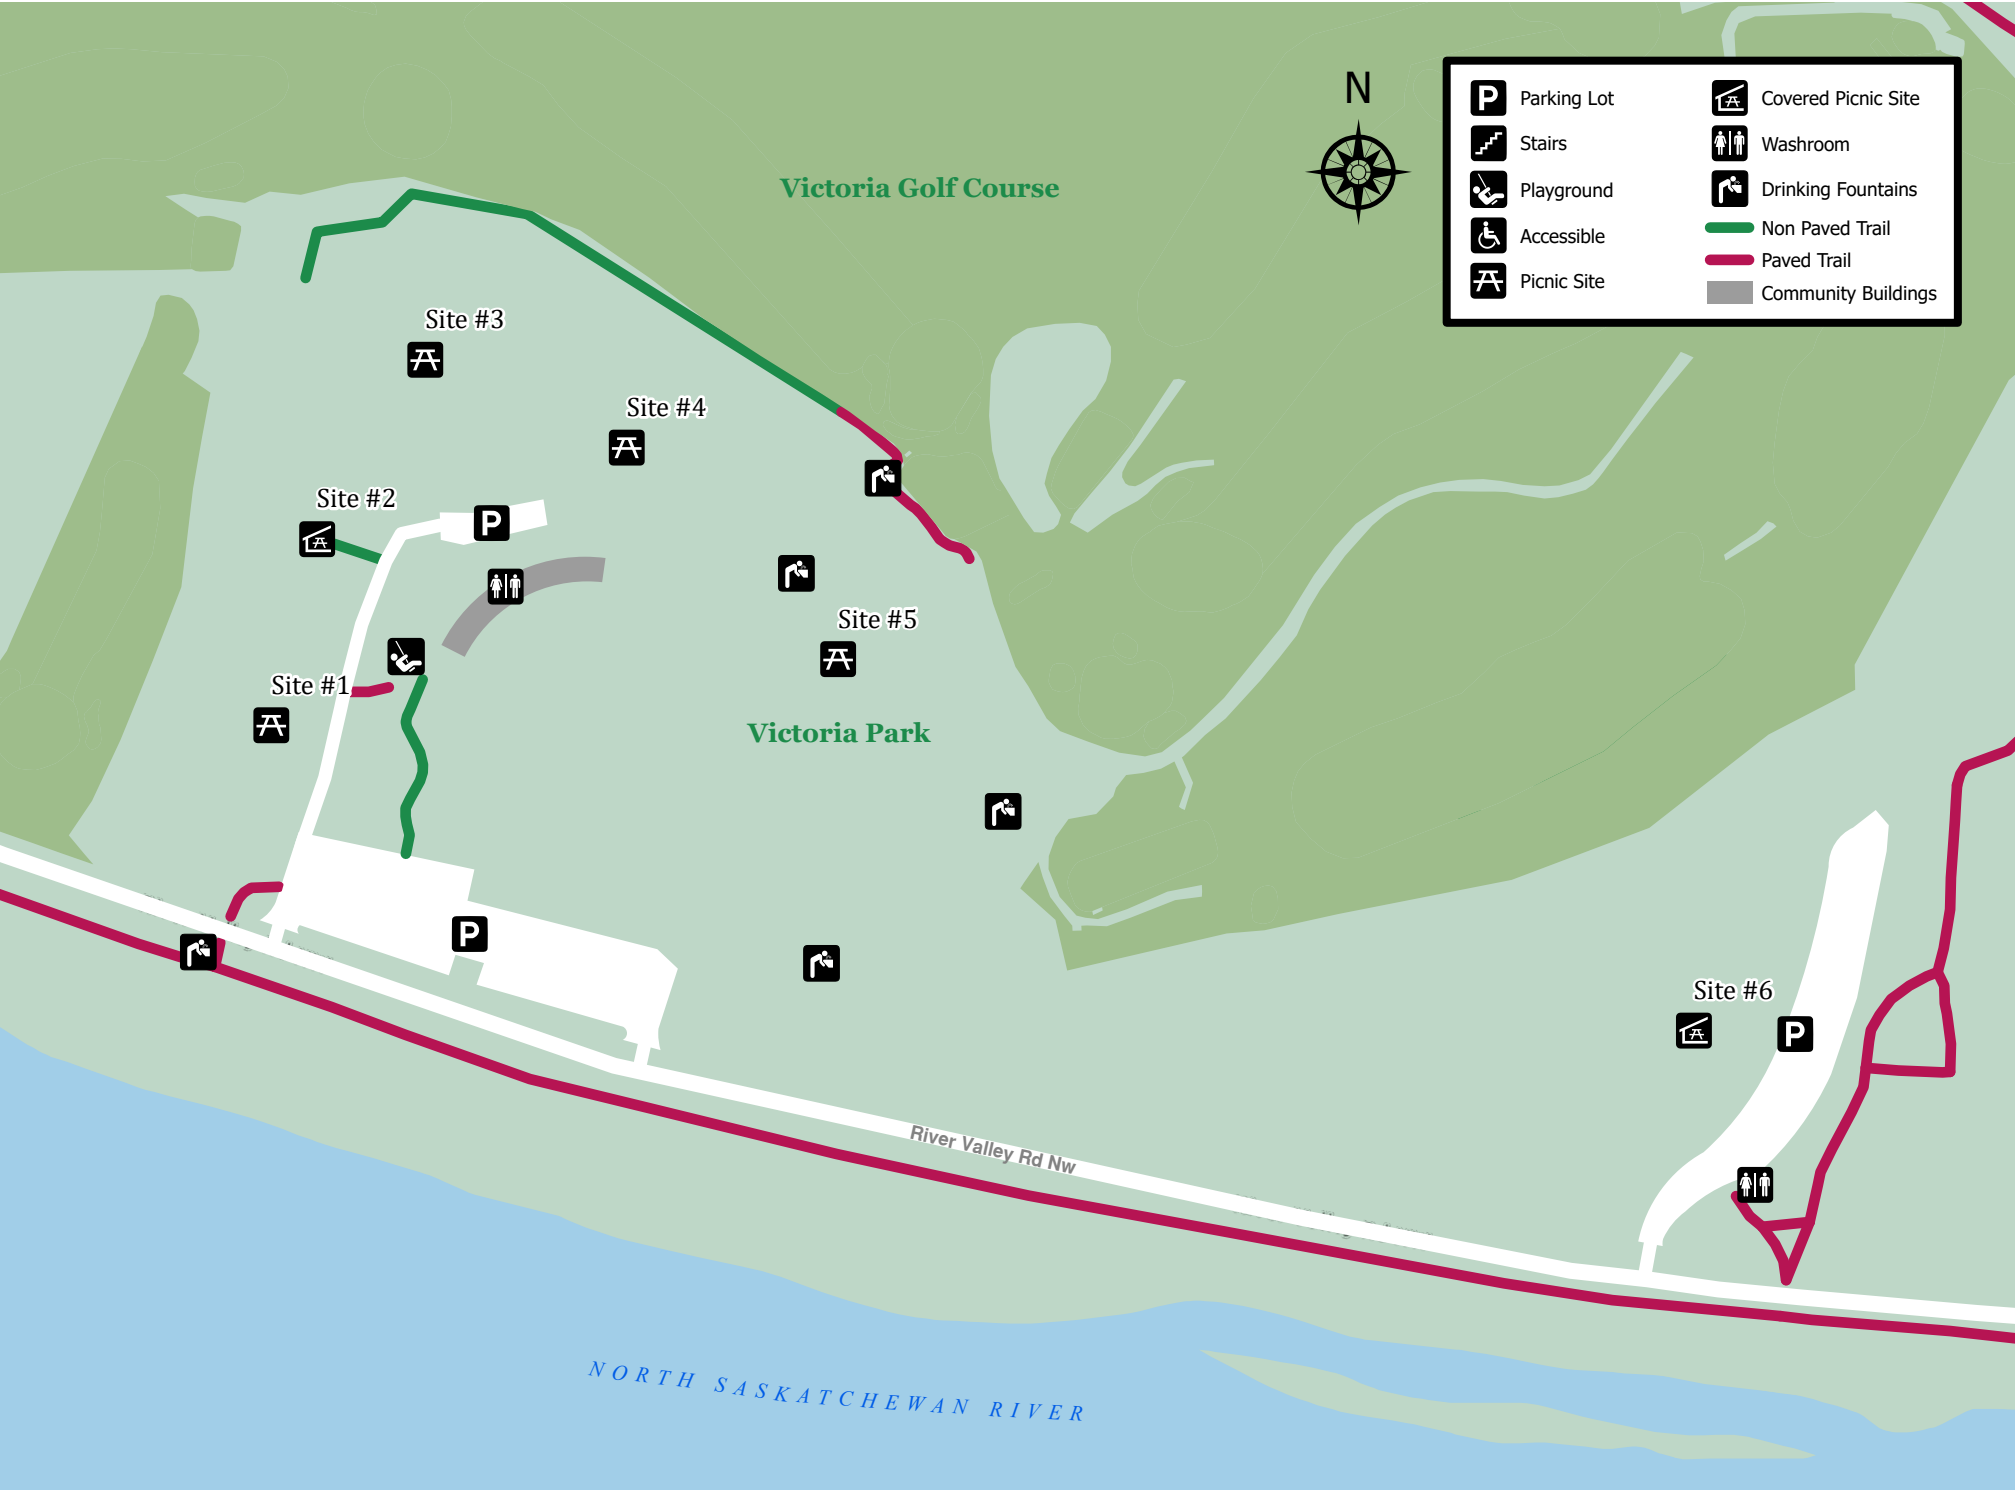 N
Parking Lot
Stairs
Playground
Accessible
Picnic Site
Covered Picnic Site
Washroom
Drinking Fountains
Non Paved Trail
Paved Trail
Community Buildings
Victoria Golf Course
Site #3
Site #4
Site #2
P
Site #5
Site #1
Victoria Park
P
Site #6
P
River Valley Rd Nw
NORTH SASKATCHEWAN RIVER